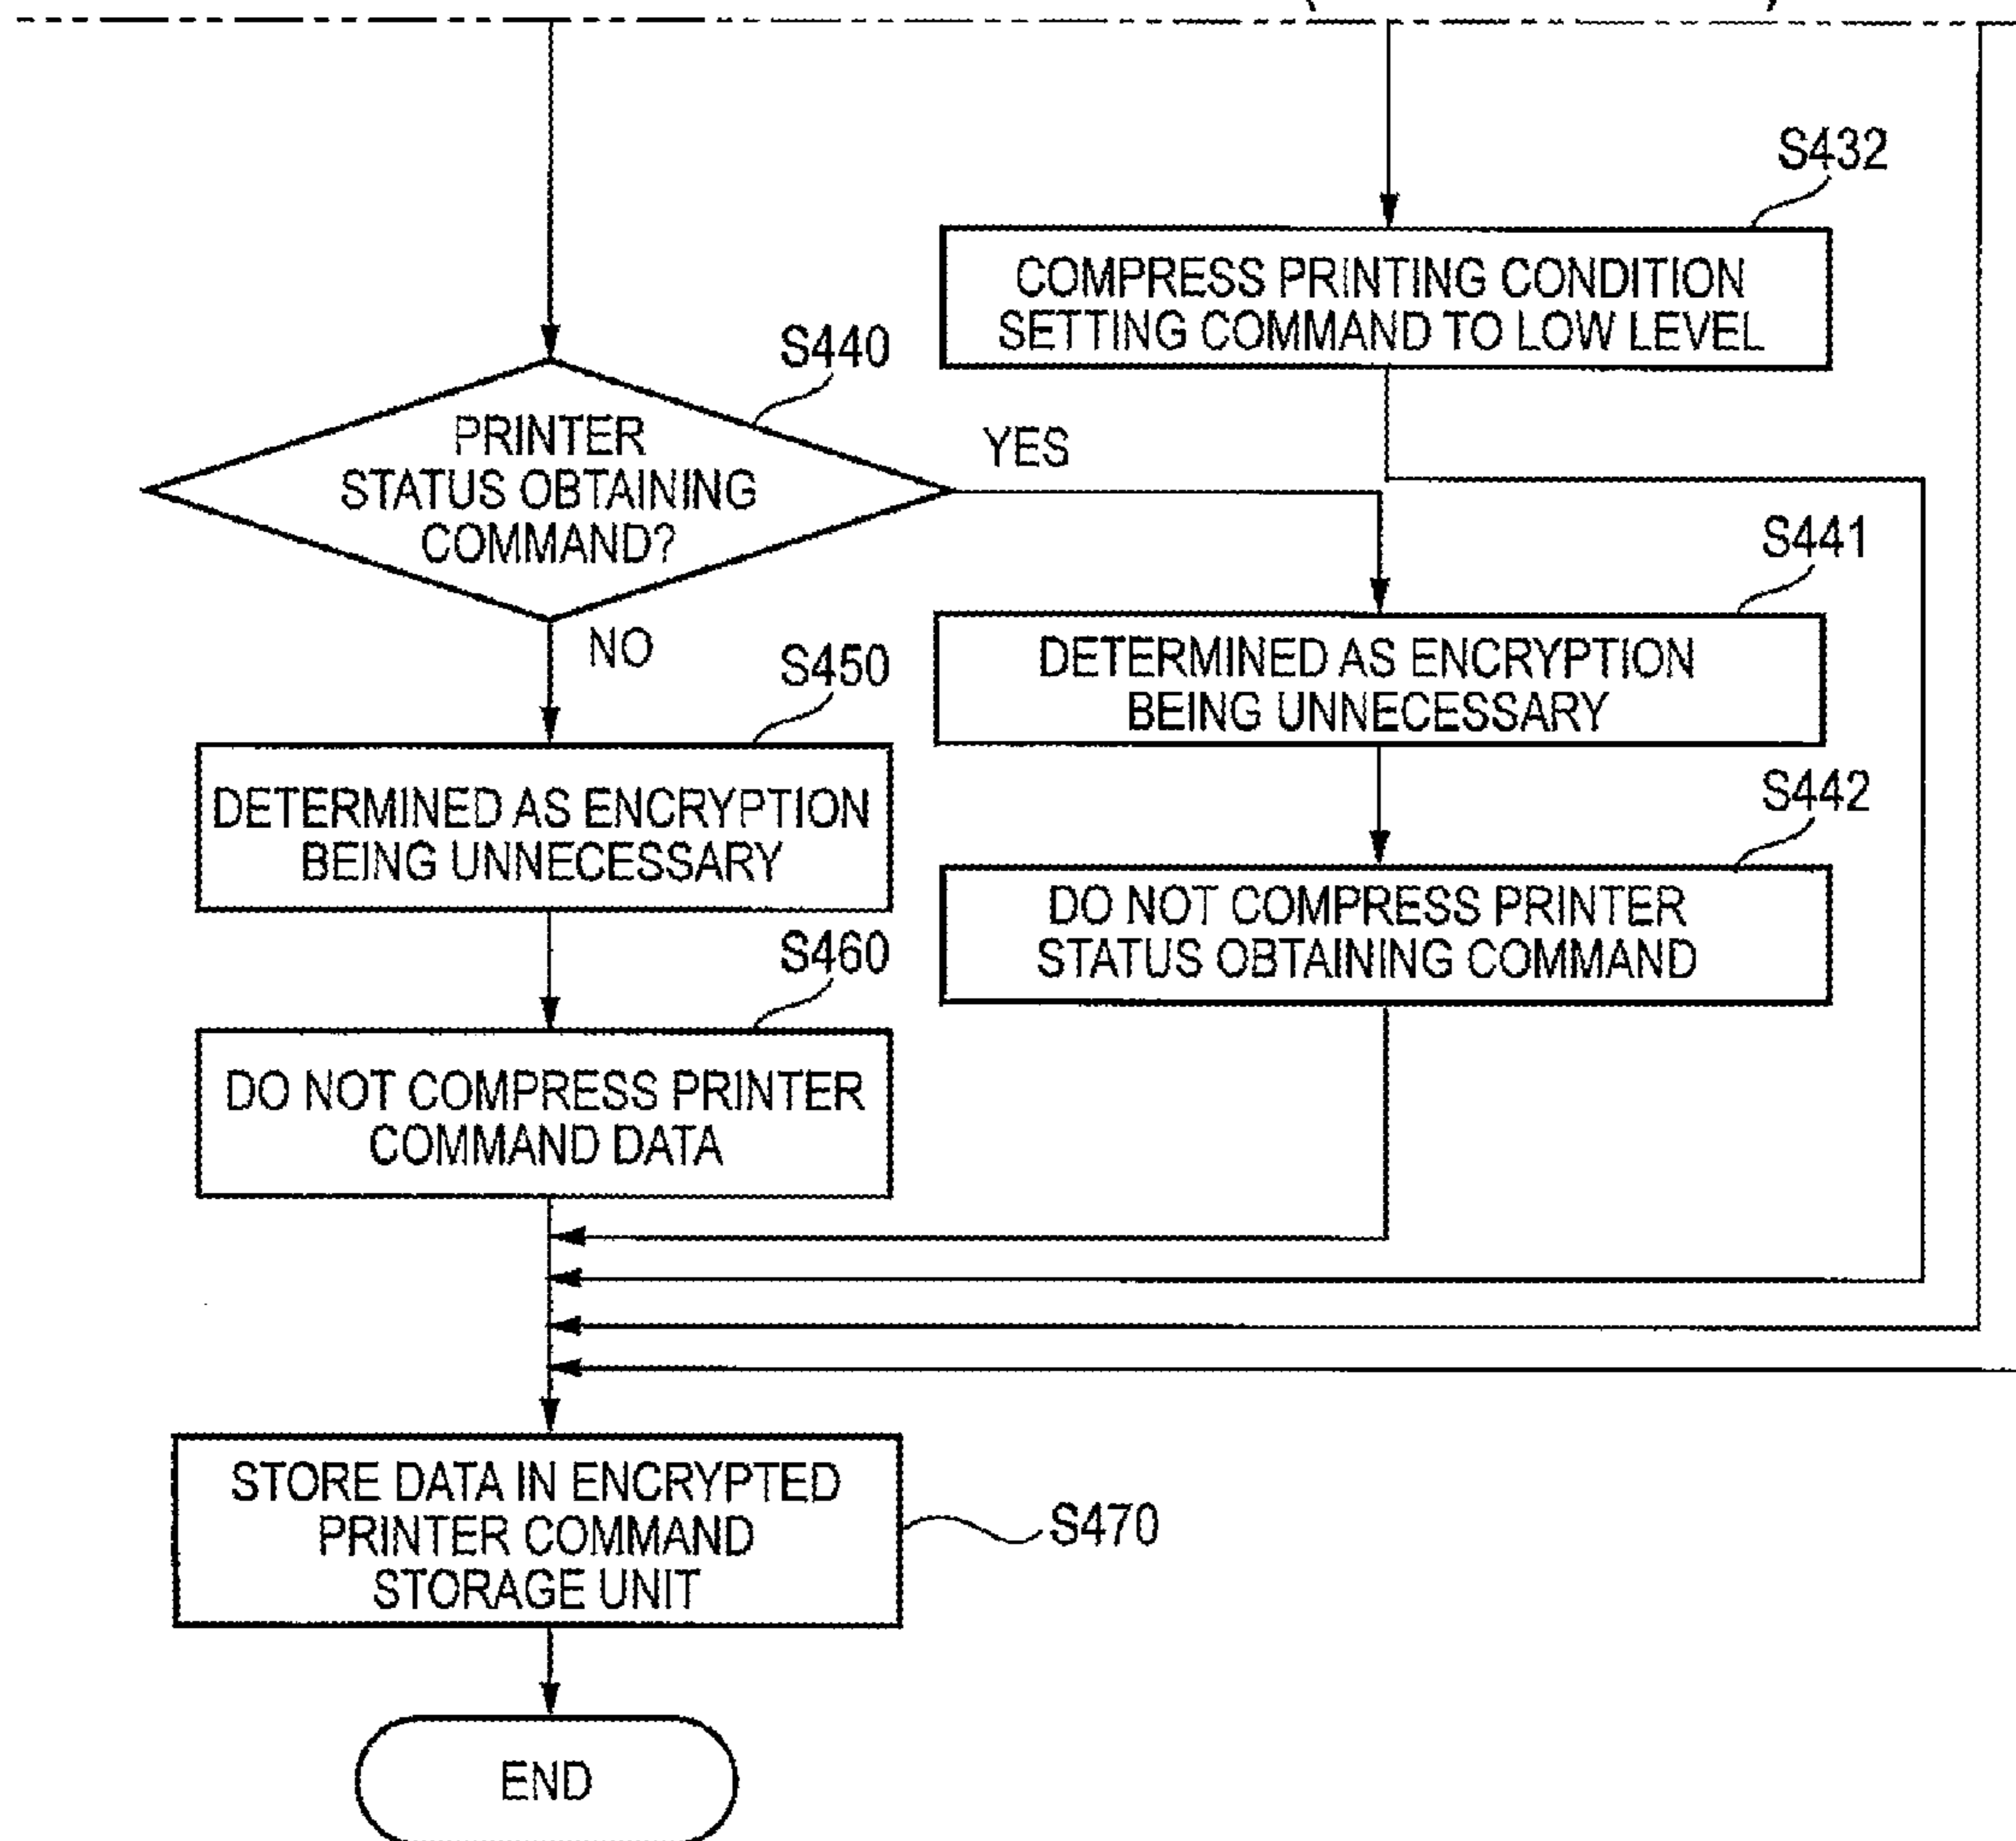 S432
COMPRESS PRINTING CONDITION
SETTING COMMAND TO LOW LEVEL
S440
PRINTER
STATUS OBTAINING
COMMAND?
YES
NO
S441
DETERMINED AS ENCRYPTION
BEING UNNECESSARY
S450
DETERMINED AS ENCRYPTION
BEING UNNECESSARY
S442
DO NOT COMPRESS PRINTER
STATUS OBTAINING COMMAND
S460
DO NOT COMPRESS PRINTER
COMMAND DATA
STORE DATA IN ENCRYPTED
PRINTER COMMAND
STORAGE UNIT
S470
END